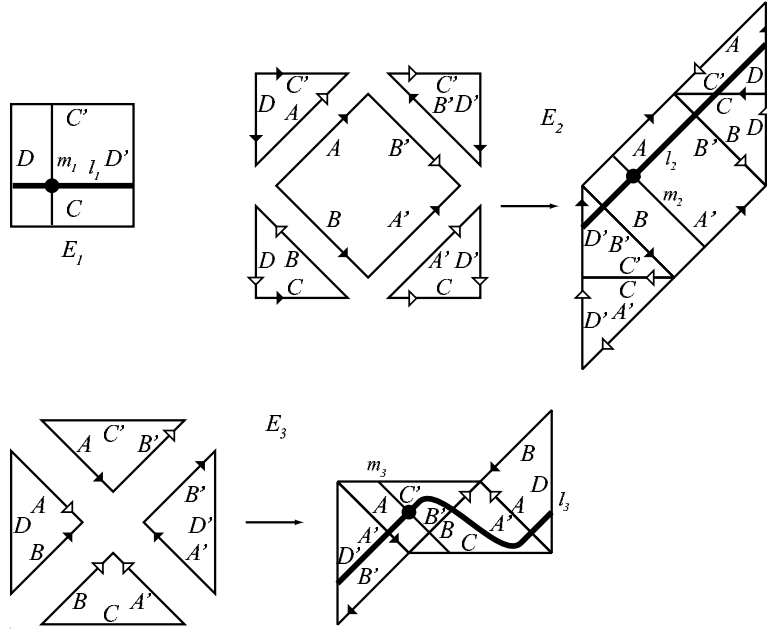 C'
D m₁ l₁ D'
C
E₁
C' C'
D A B' D'
A B'
B A'
D B A' D'
C C
E₂
A
D
C'
C
D
B
A B'
l₂
m₂
B A'
D' B'
C'
C
D' A'
C'
A B'
A B'
D D'
B A'
B A'
C
E₃
m₃ B
C' D l₃
A B' A' A
D' A' B C
B'